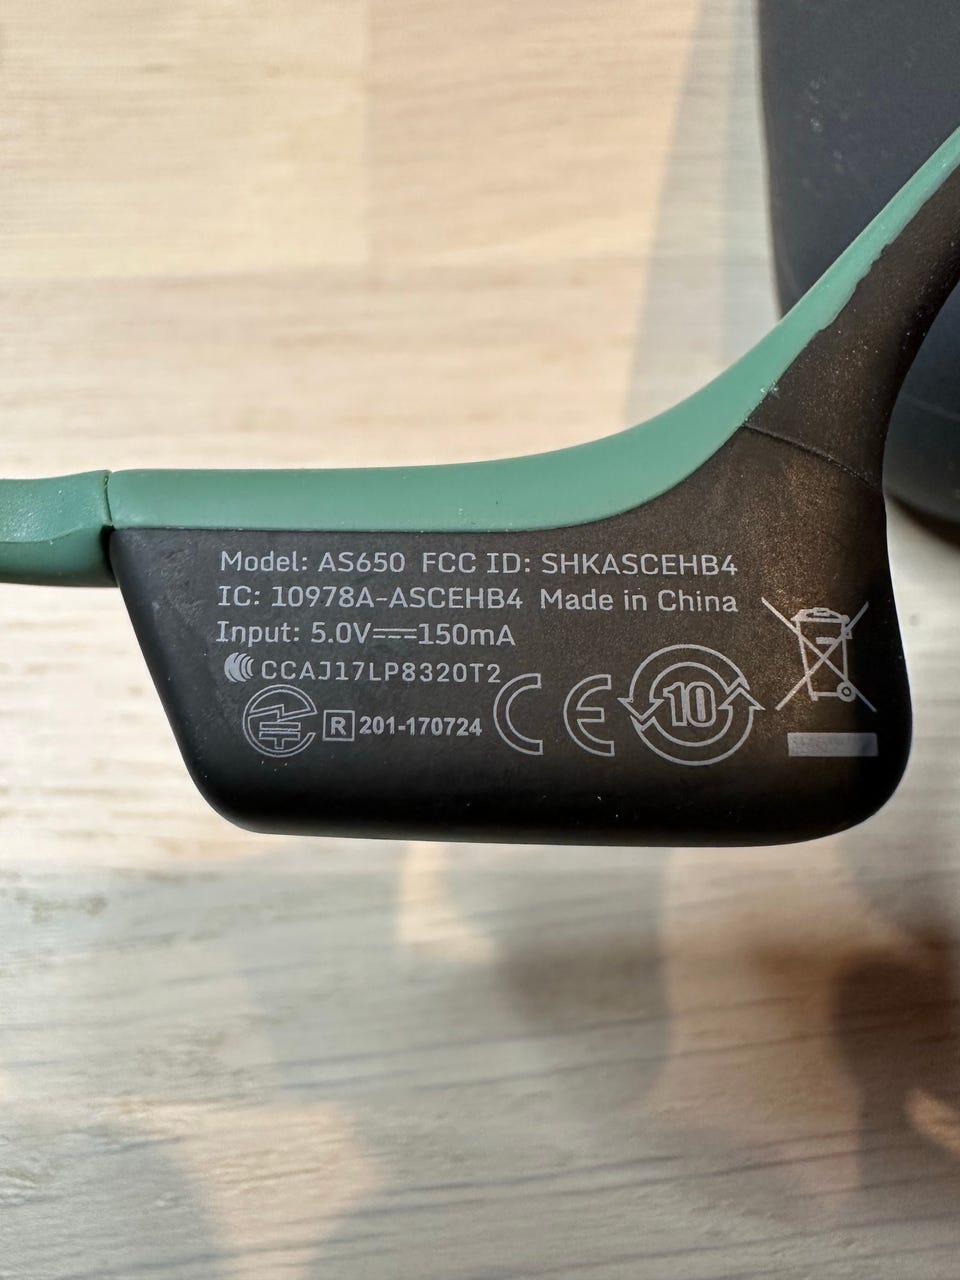 Model: AS650 FCC ID: SHKASCEHB4
IC: 10978A-ASCEHB4 Made in China
Input: 5.0V⎓150mA
CCAJ17LP8320T2
R 201-170724 CE 10